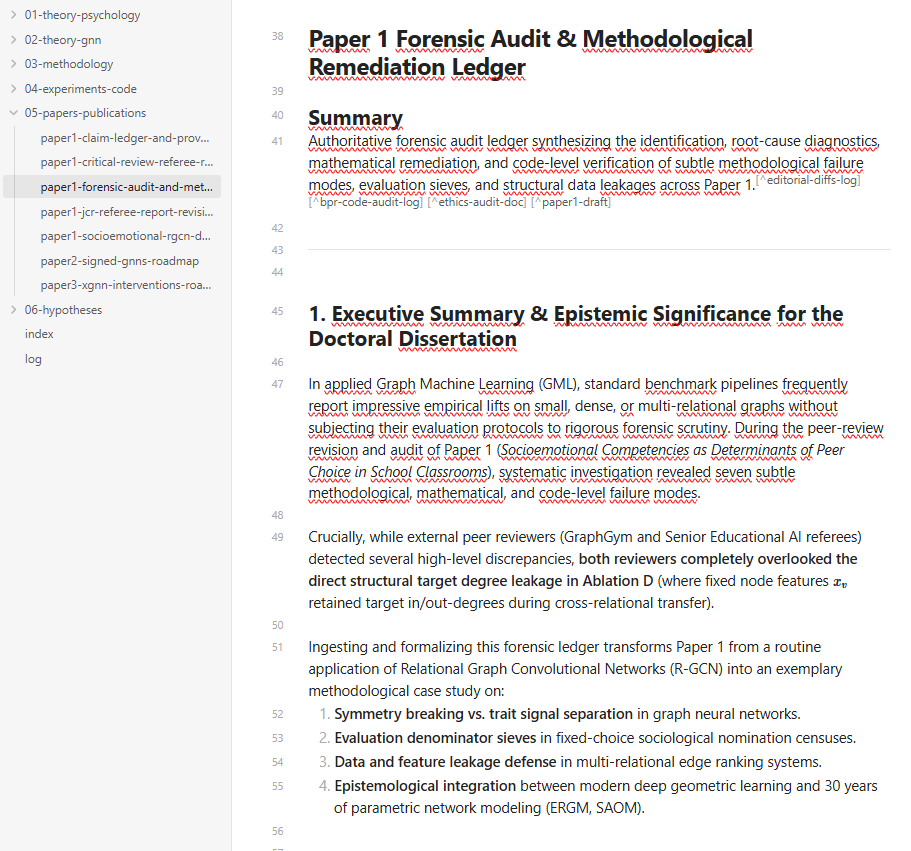 01-theory-psychology
02-theory-gnn
03-methodology
04-experiments-code
05-papers-publications
paper1-claim-ledger-and-prov...
paper1-critical-review-referee-r...
paper1-forensic-audit-and-met...
paper1-jcr-referee-report-revisi...
paper1-socioemotional-rgcn-d...
paper2-signed-gnns-roadmap
paper3-xgnn-interventions-roa...
06-hypotheses
index
log
38 Paper 1 Forensic Audit & Methodological
Remediation Ledger
39
40 Summary
41 Authoritative forensic audit ledger synthesizing the identification, root-cause diagnostics,
mathematical remediation, and code-level verification of subtle methodological failure
modes, evaluation sieves, and structural data leakages across Paper 1.[^editorial-diffs-log]
[^bpr-code-audit-log] [^ethics-audit-doc] [^paper1-draft]
42
43
44
45 1. Executive Summary & Epistemic Significance for the
Doctoral Dissertation
46
47 In applied Graph Machine Learning (GML), standard benchmark pipelines frequently
report impressive empirical lifts on small, dense, or multi-relational graphs without
subjecting their evaluation protocols to rigorous forensic scrutiny. During the peer-review
revision and audit of Paper 1 (Socioemotional Competencies as Determinants of Peer
Choice in School Classrooms), systematic investigation revealed seven subtle
methodological, mathematical, and code-level failure modes.
48
49 Crucially, while external peer reviewers (GraphGym and Senior Educational AI referees)
detected several high-level discrepancies, both reviewers completely overlooked the
direct structural target degree leakage in Ablation D (where fixed node features xᵥ
retained target in/out-degrees during cross-relational transfer).
50
51 Ingesting and formalizing this forensic ledger transforms Paper 1 from a routine
application of Relational Graph Convolutional Networks (R-GCN) into an exemplary
methodological case study on:
52 1. Symmetry breaking vs. trait signal separation in graph neural networks.
53 2. Evaluation denominator sieves in fixed-choice sociological nomination censuses.
54 3. Data and feature leakage defense in multi-relational edge ranking systems.
55 4. Epistemological integration between modern deep geometric learning and 30 years
of parametric network modeling (ERGM, SAOM).
56